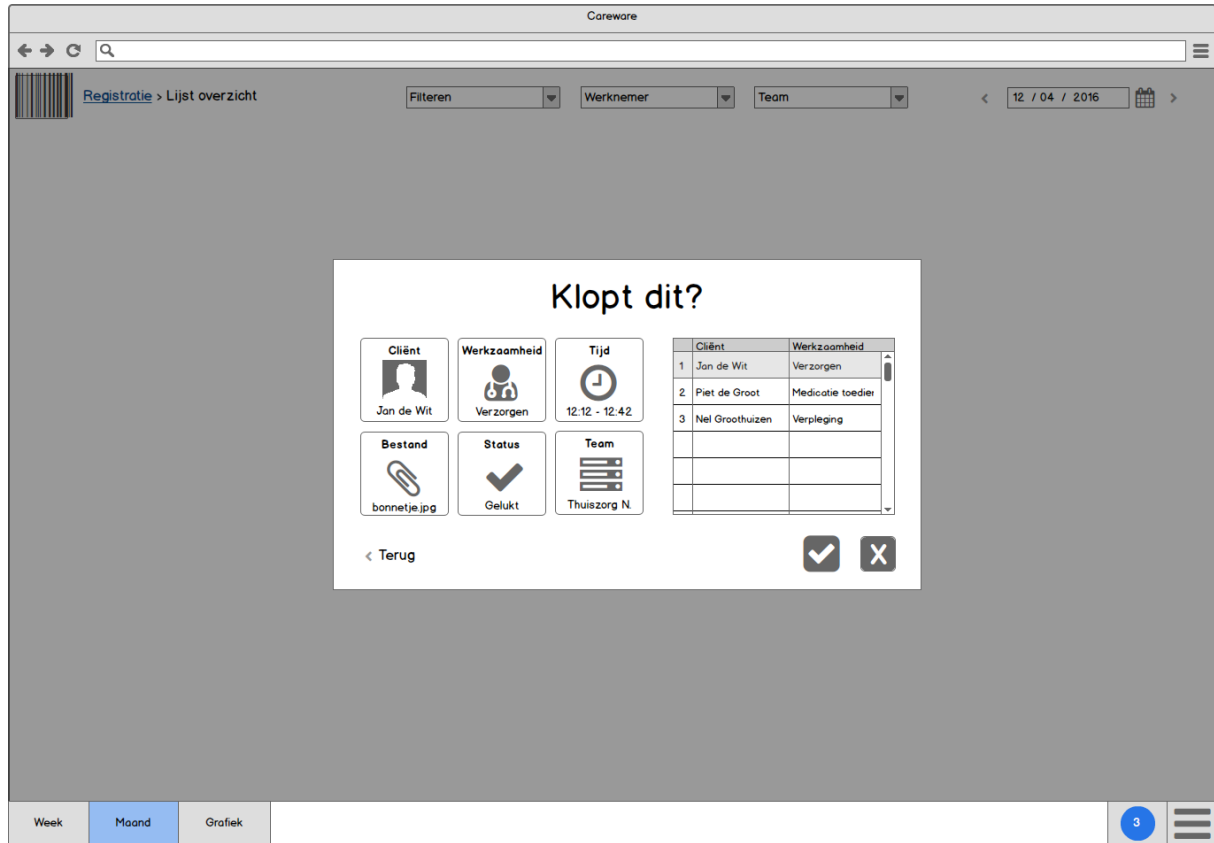 Careware
Registratie > Lijst overzicht
Filteren
Werknemer
Team
< 12 / 04 / 2016 >
Klopt dit?
Cliënt
Jan de Wit
Werkzaamheid
Verzorgen
Tijd
12:12 - 12:42
Bestand
bonnetje.jpg
Status
Gelukt
Team
Thuiszorg N.
Cliënt Werkzaamheid
1 Jan de Wit Verzorgen
2 Piet de Groot Medicatie toedier
3 Nel Groothuizen Verpleging
< Terug
X
Week
Maand
Grafiek
3